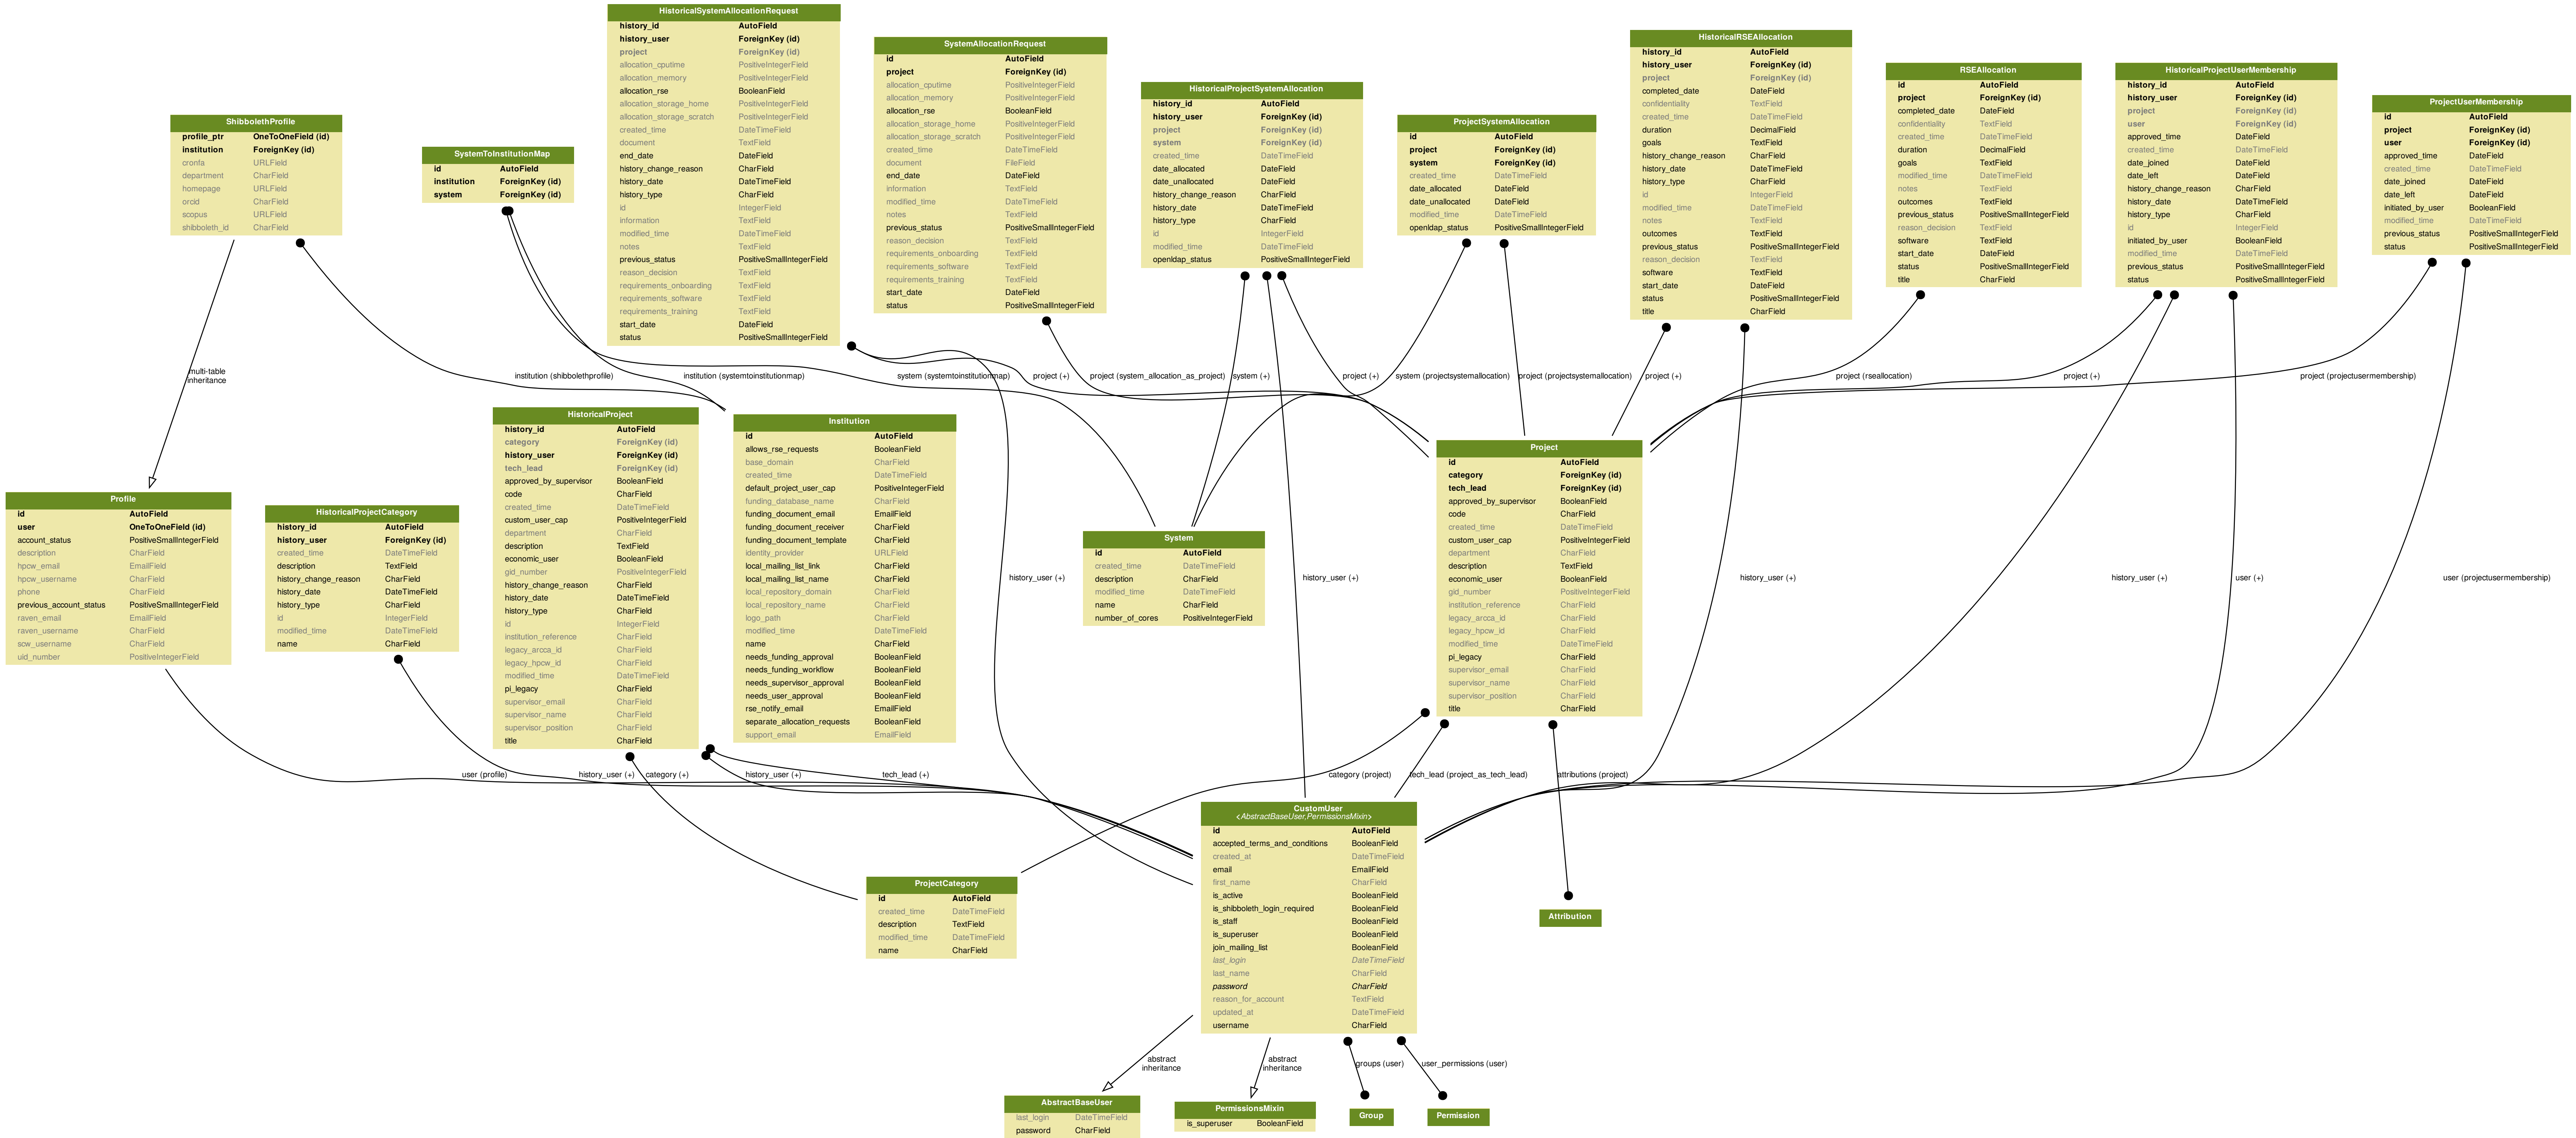 HistoricalSystemAllocationRequest
history_id AutoField
history_user ForeignKey (id)
project ForeignKey (id)
allocation_cputime PositiveIntegerField
allocation_memory PositiveIntegerField
allocation_rse BooleanField
allocation_storage_home PositiveIntegerField
allocation_storage_scratch PositiveIntegerField
created_time DateTimeField
document TextField
end_date DateField
history_change_reason CharField
history_date DateTimeField
history_type CharField
id IntegerField
information TextField
modified_time DateTimeField
notes TextField
previous_status PositiveSmallIntegerField
reason_decision TextField
requirements_onboarding TextField
requirements_software TextField
requirements_training TextField
start_date DateField
status PositiveSmallIntegerField
SystemAllocationRequest
id AutoField
project ForeignKey (id)
allocation_cputime PositiveIntegerField
allocation_memory PositiveIntegerField
allocation_rse BooleanField
allocation_storage_home PositiveIntegerField
allocation_storage_scratch PositiveIntegerField
created_time DateTimeField
document FileField
end_date DateField
information TextField
modified_time DateTimeField
notes TextField
previous_status PositiveSmallIntegerField
reason_decision TextField
requirements_onboarding TextField
requirements_software TextField
requirements_training TextField
start_date DateField
status PositiveSmallIntegerField
HistoricalProjectSystemAllocation
history_id AutoField
history_user ForeignKey (id)
project ForeignKey (id)
system ForeignKey (id)
created_time DateTimeField
date_allocated DateField
date_unallocated DateField
history_change_reason CharField
history_date DateTimeField
history_type CharField
id IntegerField
modified_time DateTimeField
openldap_status PositiveSmallIntegerField
ProjectSystemAllocation
id AutoField
project ForeignKey (id)
system ForeignKey (id)
created_time DateTimeField
date_allocated DateField
date_unallocated DateField
modified_time DateTimeField
openldap_status PositiveSmallIntegerField
HistoricalRSEAllocation
history_id AutoField
history_user ForeignKey (id)
project ForeignKey (id)
completed_date DateField
confidentiality TextField
created_time DateTimeField
duration DecimalField
goals TextField
history_change_reason CharField
history_date DateTimeField
history_type CharField
id IntegerField
modified_time DateTimeField
notes TextField
outcomes TextField
previous_status PositiveSmallIntegerField
reason_decision TextField
software TextField
start_date DateField
status PositiveSmallIntegerField
title CharField
RSEAllocation
id AutoField
project ForeignKey (id)
completed_date DateField
confidentiality TextField
created_time DateTimeField
duration DecimalField
goals TextField
modified_time DateTimeField
notes TextField
outcomes TextField
previous_status PositiveSmallIntegerField
reason_decision TextField
software TextField
start_date DateField
status PositiveSmallIntegerField
title CharField
HistoricalProjectUserMembership
history_id AutoField
history_user ForeignKey (id)
project ForeignKey (id)
user ForeignKey (id)
approved_time DateField
created_time DateTimeField
date_joined DateField
date_left DateField
history_change_reason CharField
history_date DateTimeField
history_type CharField
id IntegerField
initiated_by_user BooleanField
modified_time DateTimeField
previous_status PositiveSmallIntegerField
status PositiveSmallIntegerField
ProjectUserMembership
id AutoField
project ForeignKey (id)
user ForeignKey (id)
approved_time DateField
created_time DateTimeField
date_joined DateField
date_left DateField
initiated_by_user BooleanField
modified_time DateTimeField
previous_status PositiveSmallIntegerField
status PositiveSmallIntegerField
ShibbolethProfile
profile_ptr OneToOneField (id)
institution ForeignKey (id)
cronfa URLField
department CharField
homepage URLField
orcid CharField
scopus URLField
shibboleth_id CharField
SystemToInstitutionMap
id AutoField
institution ForeignKey (id)
system ForeignKey (id)
multi-table
inheritance
institution (shibbolethprofile)
institution (systemtoinstitutionmap)
system (systemtoinstitutionmap)
project (+)
project (system_allocation_as_project)
system (+)
project (+)
system (projectsystemallocation)
project (projectsystemallocation)
project (+)
project (rseallocation)
project (+)
project (projectusermembership)
Profile
id AutoField
user OneToOneField (id)
account_status PositiveSmallIntegerField
description CharField
hpcw_email EmailField
hpcw_username CharField
phone CharField
previous_account_status PositiveSmallIntegerField
raven_email EmailField
raven_username CharField
scw_username CharField
uid_number PositiveIntegerField
HistoricalProjectCategory
history_id AutoField
history_user ForeignKey (id)
created_time DateTimeField
description TextField
history_change_reason CharField
history_date DateTimeField
history_type CharField
id IntegerField
modified_time DateTimeField
name CharField
HistoricalProject
history_id AutoField
category ForeignKey (id)
history_user ForeignKey (id)
tech_lead ForeignKey (id)
approved_by_supervisor BooleanField
code CharField
created_time DateTimeField
custom_user_cap PositiveIntegerField
department CharField
description TextField
economic_user BooleanField
gid_number PositiveIntegerField
history_change_reason CharField
history_date DateTimeField
history_type CharField
id IntegerField
institution_reference CharField
legacy_arcca_id CharField
legacy_hpcw_id CharField
modified_time DateTimeField
pi_legacy CharField
supervisor_email CharField
supervisor_name CharField
supervisor_position CharField
title CharField
Institution
id AutoField
allows_rse_requests BooleanField
base_domain CharField
created_time DateTimeField
default_project_user_cap PositiveIntegerField
funding_database_name CharField
funding_document_email EmailField
funding_document_receiver CharField
funding_document_template CharField
identity_provider URLField
local_mailing_list_link CharField
local_mailing_list_name CharField
local_repository_domain CharField
local_repository_name CharField
logo_path CharField
modified_time DateTimeField
name CharField
needs_funding_approval BooleanField
needs_funding_workflow BooleanField
needs_supervisor_approval BooleanField
needs_user_approval BooleanField
rse_notify_email EmailField
separate_allocation_requests BooleanField
support_email EmailField
System
id AutoField
created_time DateTimeField
description CharField
modified_time DateTimeField
name CharField
number_of_cores PositiveIntegerField
Project
id AutoField
category ForeignKey (id)
tech_lead ForeignKey (id)
approved_by_supervisor BooleanField
code CharField
created_time DateTimeField
custom_user_cap PositiveIntegerField
department CharField
description TextField
economic_user BooleanField
gid_number PositiveIntegerField
institution_reference CharField
legacy_arcca_id CharField
legacy_hpcw_id CharField
modified_time DateTimeField
pi_legacy CharField
supervisor_email CharField
supervisor_name CharField
supervisor_position CharField
title CharField
history_user (+)
history_user (+)
history_user (+)
history_user (+)
user (+)
user (projectusermembership)
user (profile)
history_user (+)
category (+)
history_user (+)
tech_lead (+)
category (project)
tech_lead (project_as_tech_lead)
attributions (project)
CustomUser
<AbstractBaseUser,PermissionsMixin>
id AutoField
accepted_terms_and_conditions BooleanField
created_at DateTimeField
email EmailField
first_name CharField
is_active BooleanField
is_shibboleth_login_required BooleanField
is_staff BooleanField
is_superuser BooleanField
join_mailing_list BooleanField
last_login DateTimeField
last_name CharField
password CharField
reason_for_account TextField
updated_at DateTimeField
username CharField
ProjectCategory
id AutoField
created_time DateTimeField
description TextField
modified_time DateTimeField
name CharField
Attribution
abstract
inheritance
abstract
inheritance
groups (user)
user_permissions (user)
AbstractBaseUser
last_login DateTimeField
password CharField
PermissionsMixin
is_superuser BooleanField
Group
Permission